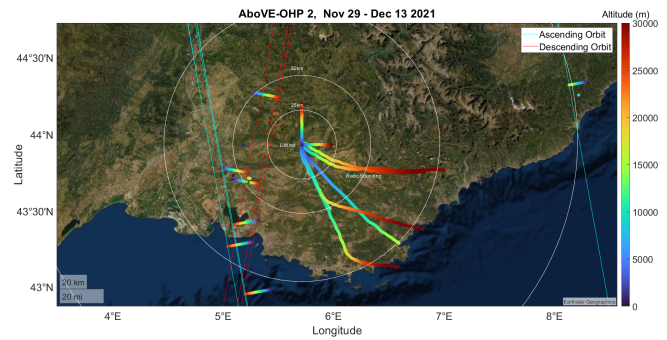 AboVE-OHP 2, Nov 29 - Dec 13 2021
Altitude (m)
Ascending Orbit
Descending Orbit
50km
25km
LiWind
RadioSounding
20 km
20 mi
Earthstar Geographics
Latitude
44°30'N
44°N
43°30'N
43°N
4°E
5°E
6°E
7°E
8°E
Longitude
30000
25000
20000
15000
10000
5000
0